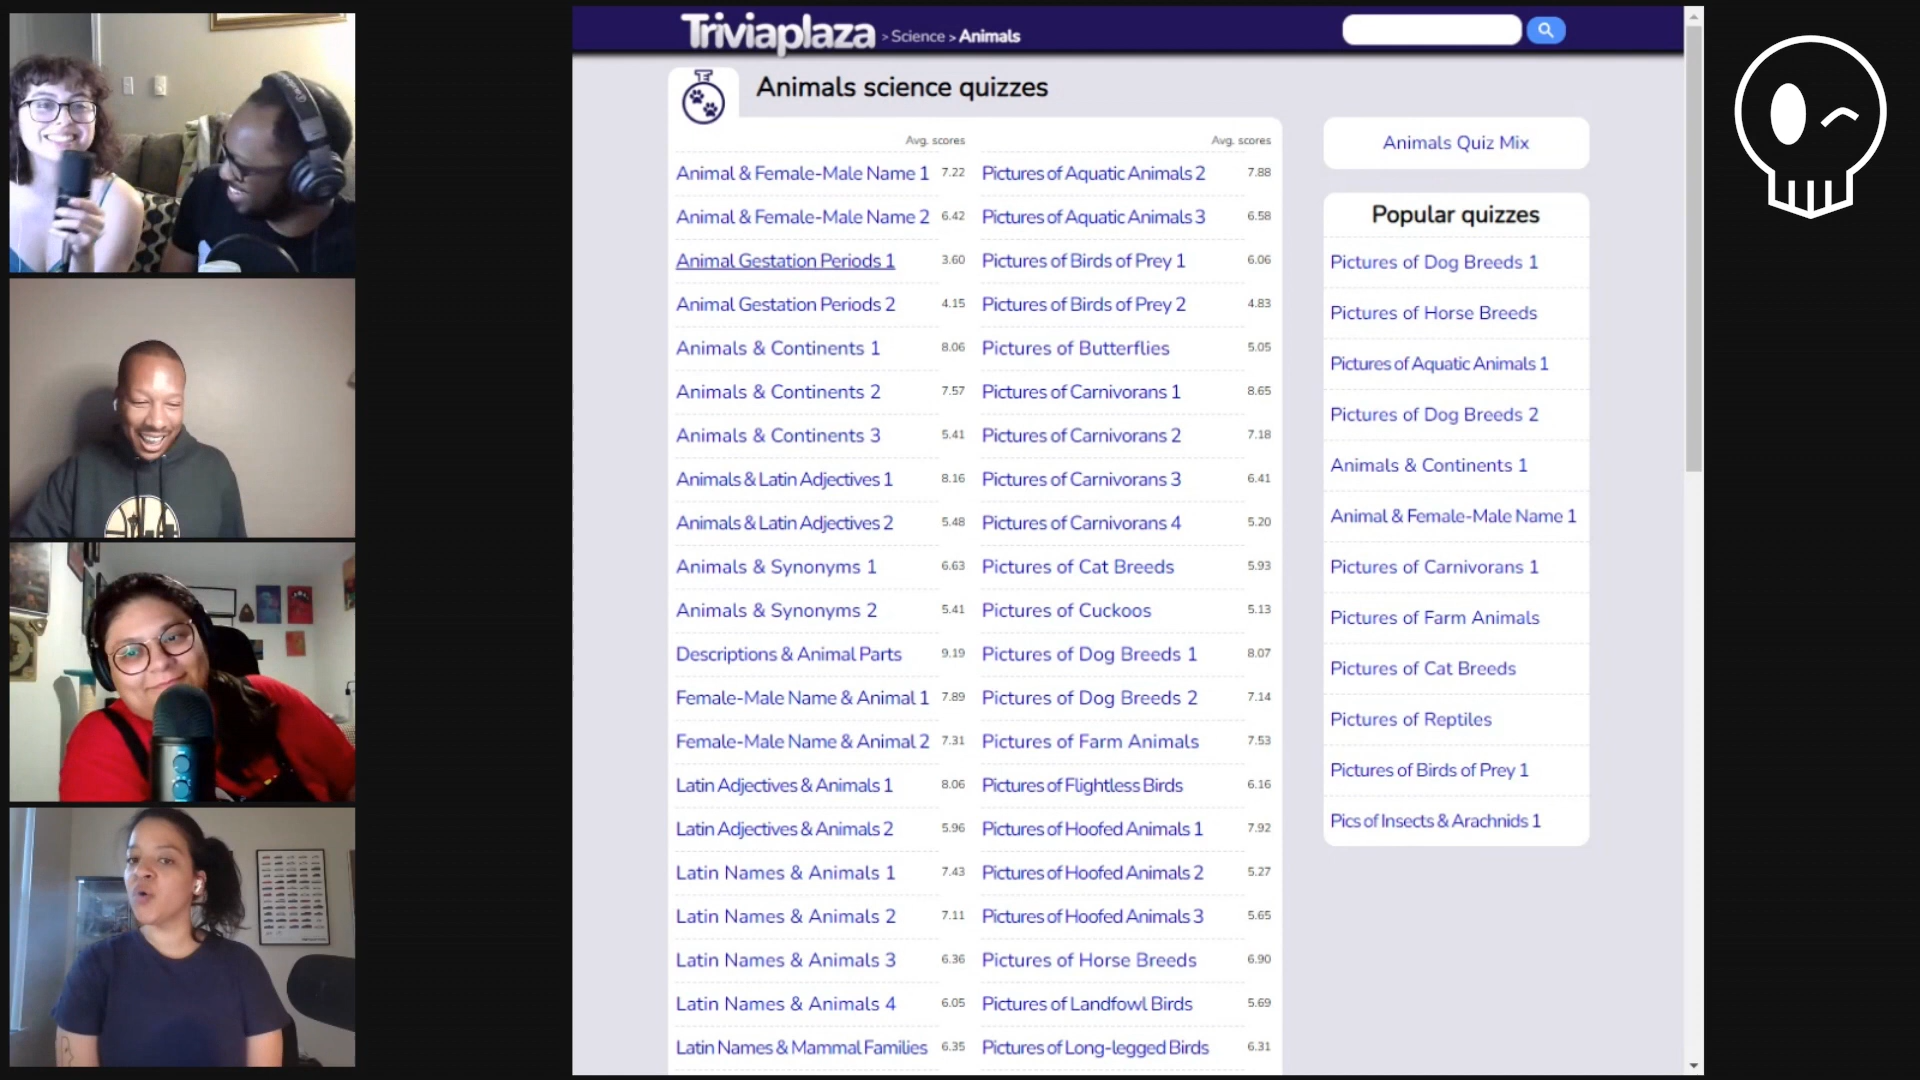 Triviaplaza > Science > Animals
Animals science quizzes
Avg. scores
Animal & Female-Male Name 1 7.22
Animal & Female-Male Name 2 6.42
Animal Gestation Periods 1 3.60
Animal Gestation Periods 2 4.15
Animals & Continents 1 8.06
Animals & Continents 2 7.57
Animals & Continents 3 5.41
Animals & Latin Adjectives 1 8.16
Animals & Latin Adjectives 2 5.48
Animals & Synonyms 1 6.63
Animals & Synonyms 2 5.41
Descriptions & Animal Parts 9.19
Female-Male Name & Animal 1 7.89
Female-Male Name & Animal 2 7.31
Latin Adjectives & Animals 1 8.06
Latin Adjectives & Animals 2 5.96
Latin Names & Animals 1 7.43
Latin Names & Animals 2 7.11
Latin Names & Animals 3 6.36
Latin Names & Animals 4 6.05
Latin Names & Mammal Families 6.35
Avg. scores
Pictures of Aquatic Animals 2 7.88
Pictures of Aquatic Animals 3 6.58
Pictures of Birds of Prey 1 6.06
Pictures of Birds of Prey 2 4.83
Pictures of Butterflies 5.05
Pictures of Carnivorans 1 8.65
Pictures of Carnivorans 2 7.18
Pictures of Carnivorans 3 6.41
Pictures of Carnivorans 4 5.20
Pictures of Cat Breeds 5.93
Pictures of Cuckoos 5.13
Pictures of Dog Breeds 1 8.07
Pictures of Dog Breeds 2 7.14
Pictures of Farm Animals 7.53
Pictures of Flightless Birds 6.16
Pictures of Hoofed Animals 1 7.92
Pictures of Hoofed Animals 2 5.27
Pictures of Hoofed Animals 3 5.65
Pictures of Horse Breeds 6.90
Pictures of Landfowl Birds 5.69
Pictures of Long-legged Birds 6.31
Animals Quiz Mix
Popular quizzes
Pictures of Dog Breeds 1
Pictures of Horse Breeds
Pictures of Aquatic Animals 1
Pictures of Dog Breeds 2
Animals & Continents 1
Animal & Female-Male Name 1
Pictures of Carnivorans 1
Pictures of Farm Animals
Pictures of Cat Breeds
Pictures of Reptiles
Pictures of Birds of Prey 1
Pics of Insects & Arachnids 1